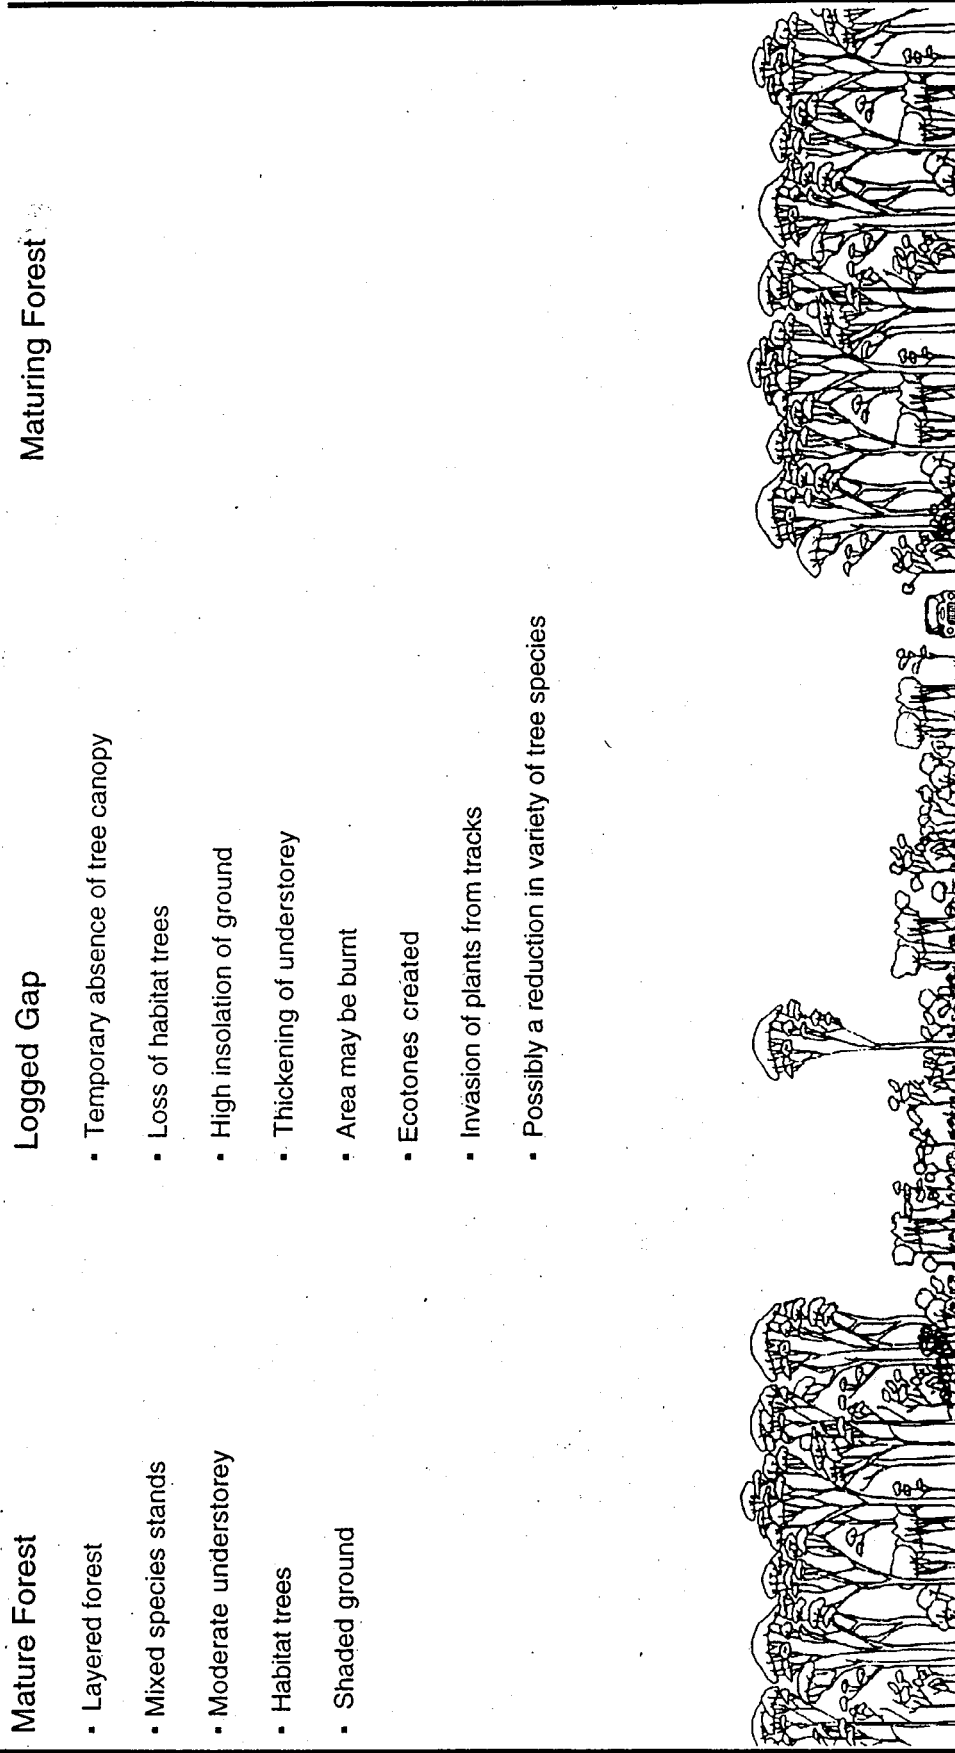 Mature Forest
▪ Layered forest
▪ Mixed species stands
▪ Moderate understorey
▪ Habitat trees
▪ Shaded ground
Logged Gap
▪ Temporary absence of tree canopy
▪ Loss of habitat trees
▪ High insolation of ground
▪ Thickening of understorey
▪ Area may be burnt
▪ Ecotones created
▪ Invasion of plants from tracks
▪ Possibly a reduction in variety of tree species
Maturing Forest